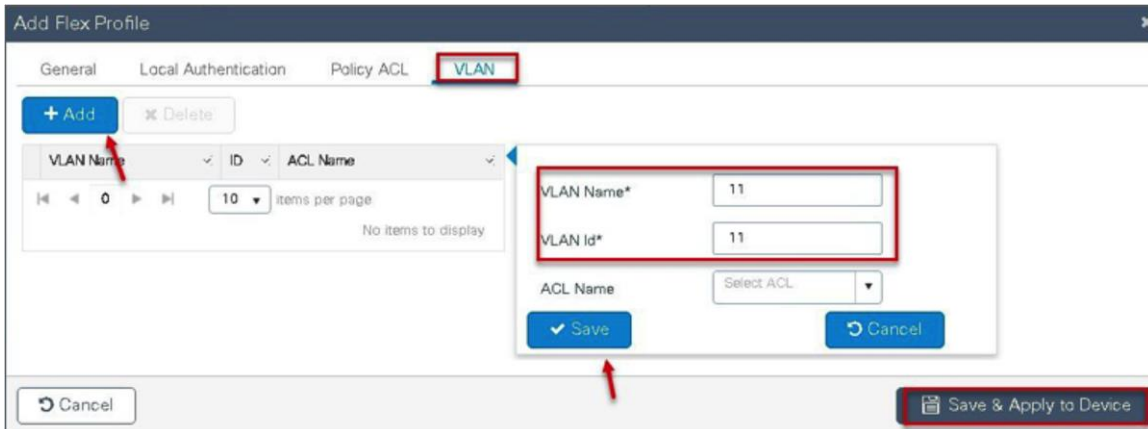 Add Flex Profile
General Local Authentication Policy ACL VLAN
+ Add ✖ Delete
VLAN Name ID ACL Name
0 10 items per page
No items to display
VLAN Name* 11
VLAN Id* 11
ACL Name Select ACL
Save Cancel
Cancel Save & Apply to Device